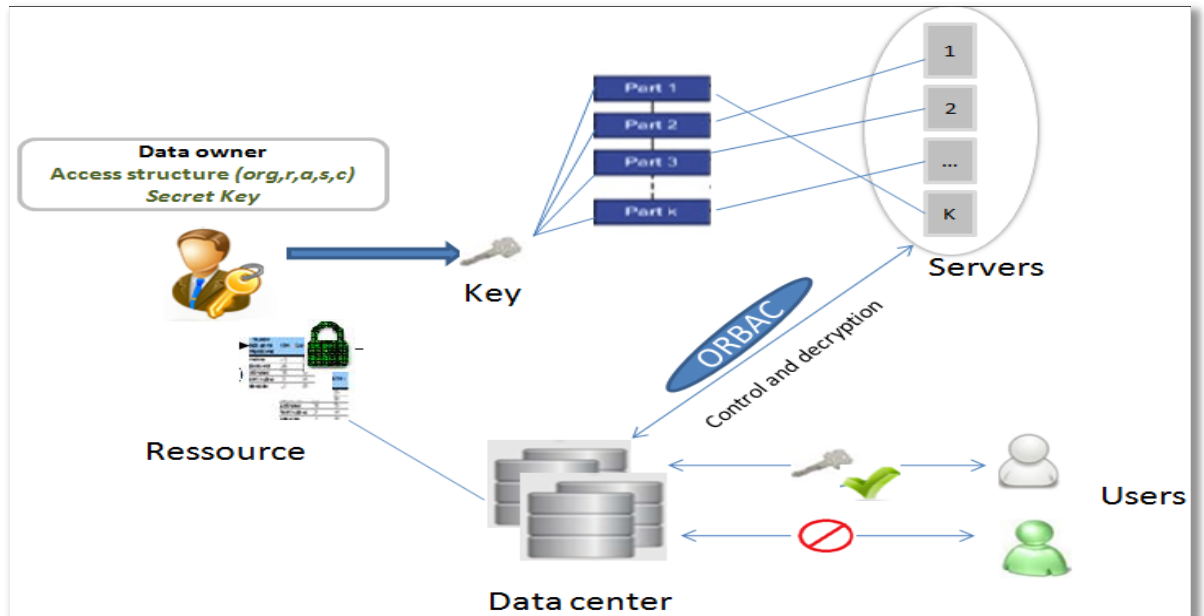 Data owner
Access structure (org,r,a,s,c)
Secret Key
Key
Part 1
Part 2
Part 3
Part k
1
2
...
K
Servers
ORBAC
Control and decryption
Ressource
Data center
Users